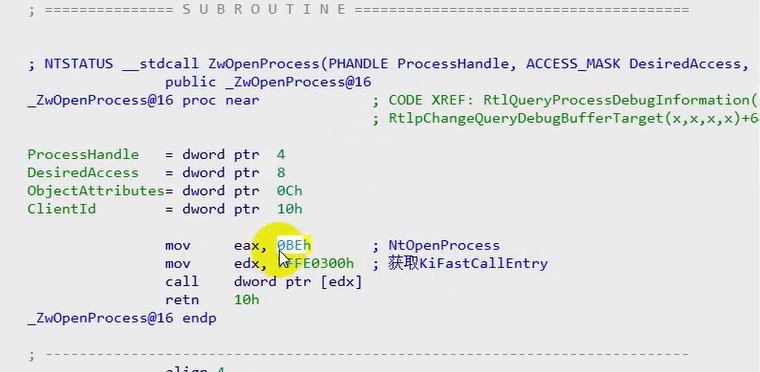 ; =============== S U B R O U T I N E =======================================
; NTSTATUS __stdcall ZwOpenProcess(PHANDLE ProcessHandle, ACCESS_MASK DesiredAccess,
public _ZwOpenProcess@16
_ZwOpenProcess@16 proc near ; CODE XREF: RtlQueryProcessDebugInformation(
; RtlpChangeQueryDebugBufferTarget(x,x,x,x)+6
ProcessHandle = dword ptr 4
DesiredAccess = dword ptr 8
ObjectAttributes= dword ptr 0Ch
ClientId = dword ptr 10h
mov eax, 0BEh ; NtOpenProcess
mov edx, 7FFE0300h ; 获取KiFastCallEntry
call dword ptr [edx]
retn 10h
_ZwOpenProcess@16 endp
; ---------------------------------------------------------------------------
align 4